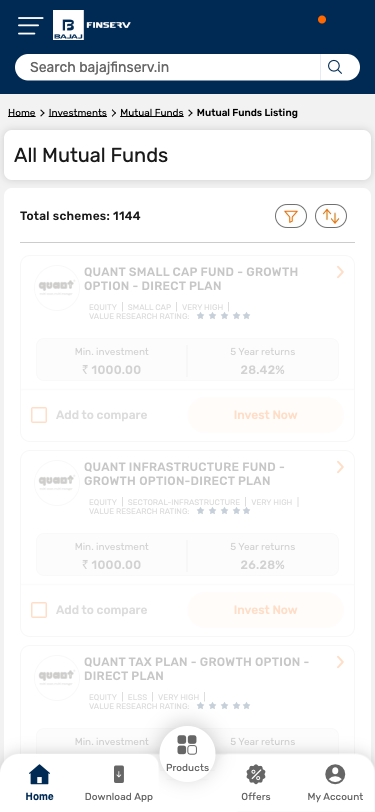 BAJAJ FINSERV
Search bajajfinserv.in
Home > Investments > Mutual Funds > Mutual Funds Listing
All Mutual Funds
Total schemes: 1144
quant
QUANT SMALL CAP FUND - GROWTH
OPTION - DIRECT PLAN
EQUITY | SMALL CAP | VERY HIGH |
VALUE RESEARCH RATING: ★ ★ ★ ★ ★
Min. investment 5 Year returns
₹ 1000.00 28.42%
Add to compare Invest Now
quant
QUANT INFRASTRUCTURE FUND -
GROWTH OPTION-DIRECT PLAN
EQUITY | SECTORAL-INFRASTRUCTURE | VERY HIGH |
VALUE RESEARCH RATING: ★ ★ ★ ★ ★
Min. investment 5 Year returns
₹ 1000.00 26.28%
Add to compare Invest Now
quant
QUANT TAX PLAN - GROWTH OPTION -
DIRECT PLAN
EQUITY | ELSS | VERY HIGH |
VALUE RESEARCH RATING: ★ ★ ★ ★ ★
Min. investment 5 Year returns
Home Download App Products Offers My Account